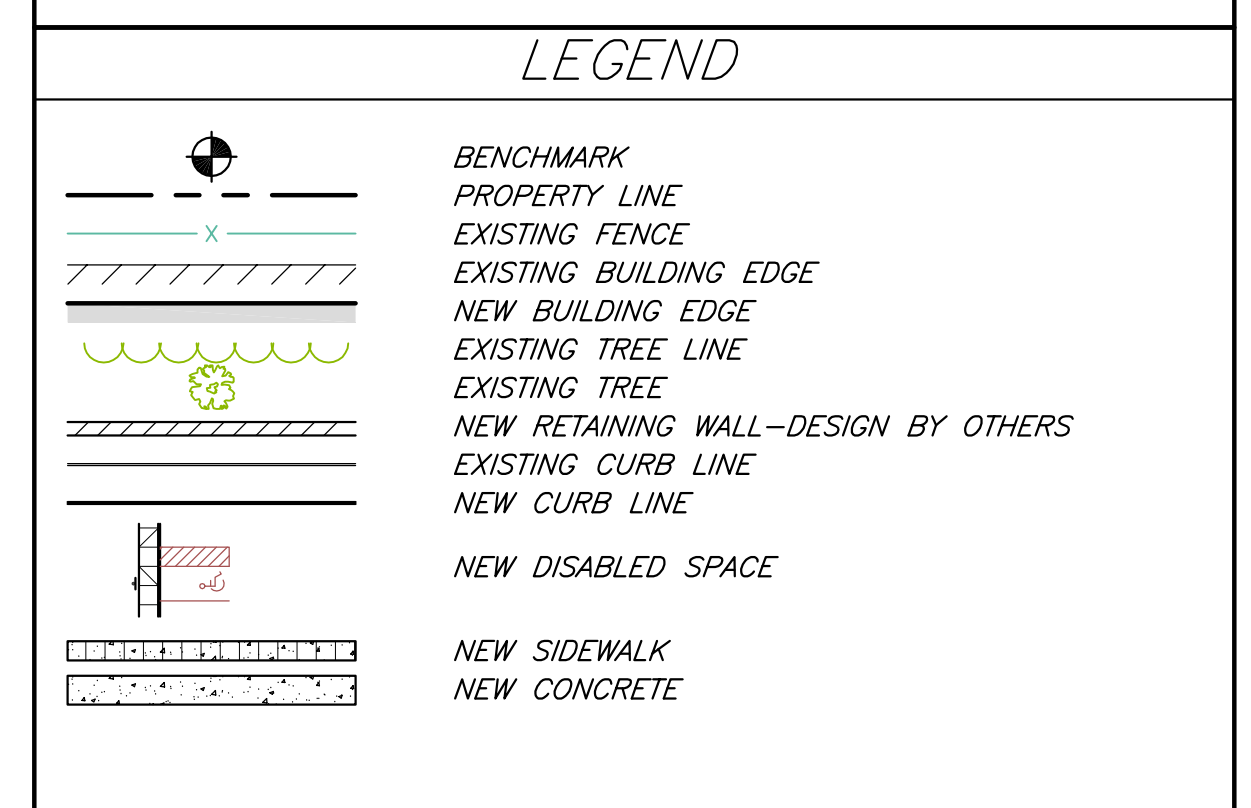 LEGEND
BENCHMARK
PROPERTY LINE
X
EXISTING FENCE
EXISTING BUILDING EDGE
NEW BUILDING EDGE
EXISTING TREE LINE
EXISTING TREE
NEW RETAINING WALL-DESIGN BY OTHERS
EXISTING CURB LINE
NEW CURB LINE
NEW DISABLED SPACE
NEW SIDEWALK
NEW CONCRETE